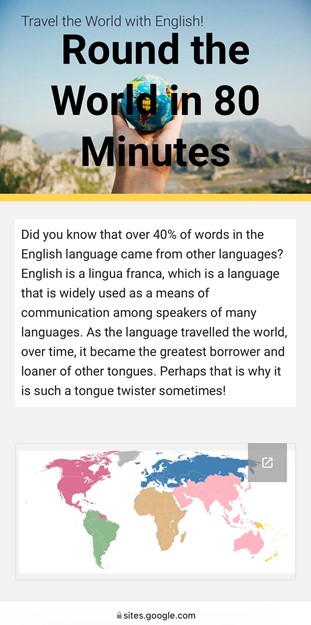 Travel the World with English!
Round the
World in 80
Minutes
Did you know that over 40% of words in the
English language came from other languages?
English is a lingua franca, which is a language
that is widely used as a means of
communication among speakers of many
languages. As the language travelled the world,
over time, it became the greatest borrower and
loaner of other tongues. Perhaps that is why it
is such a tongue twister sometimes!
sites.google.com